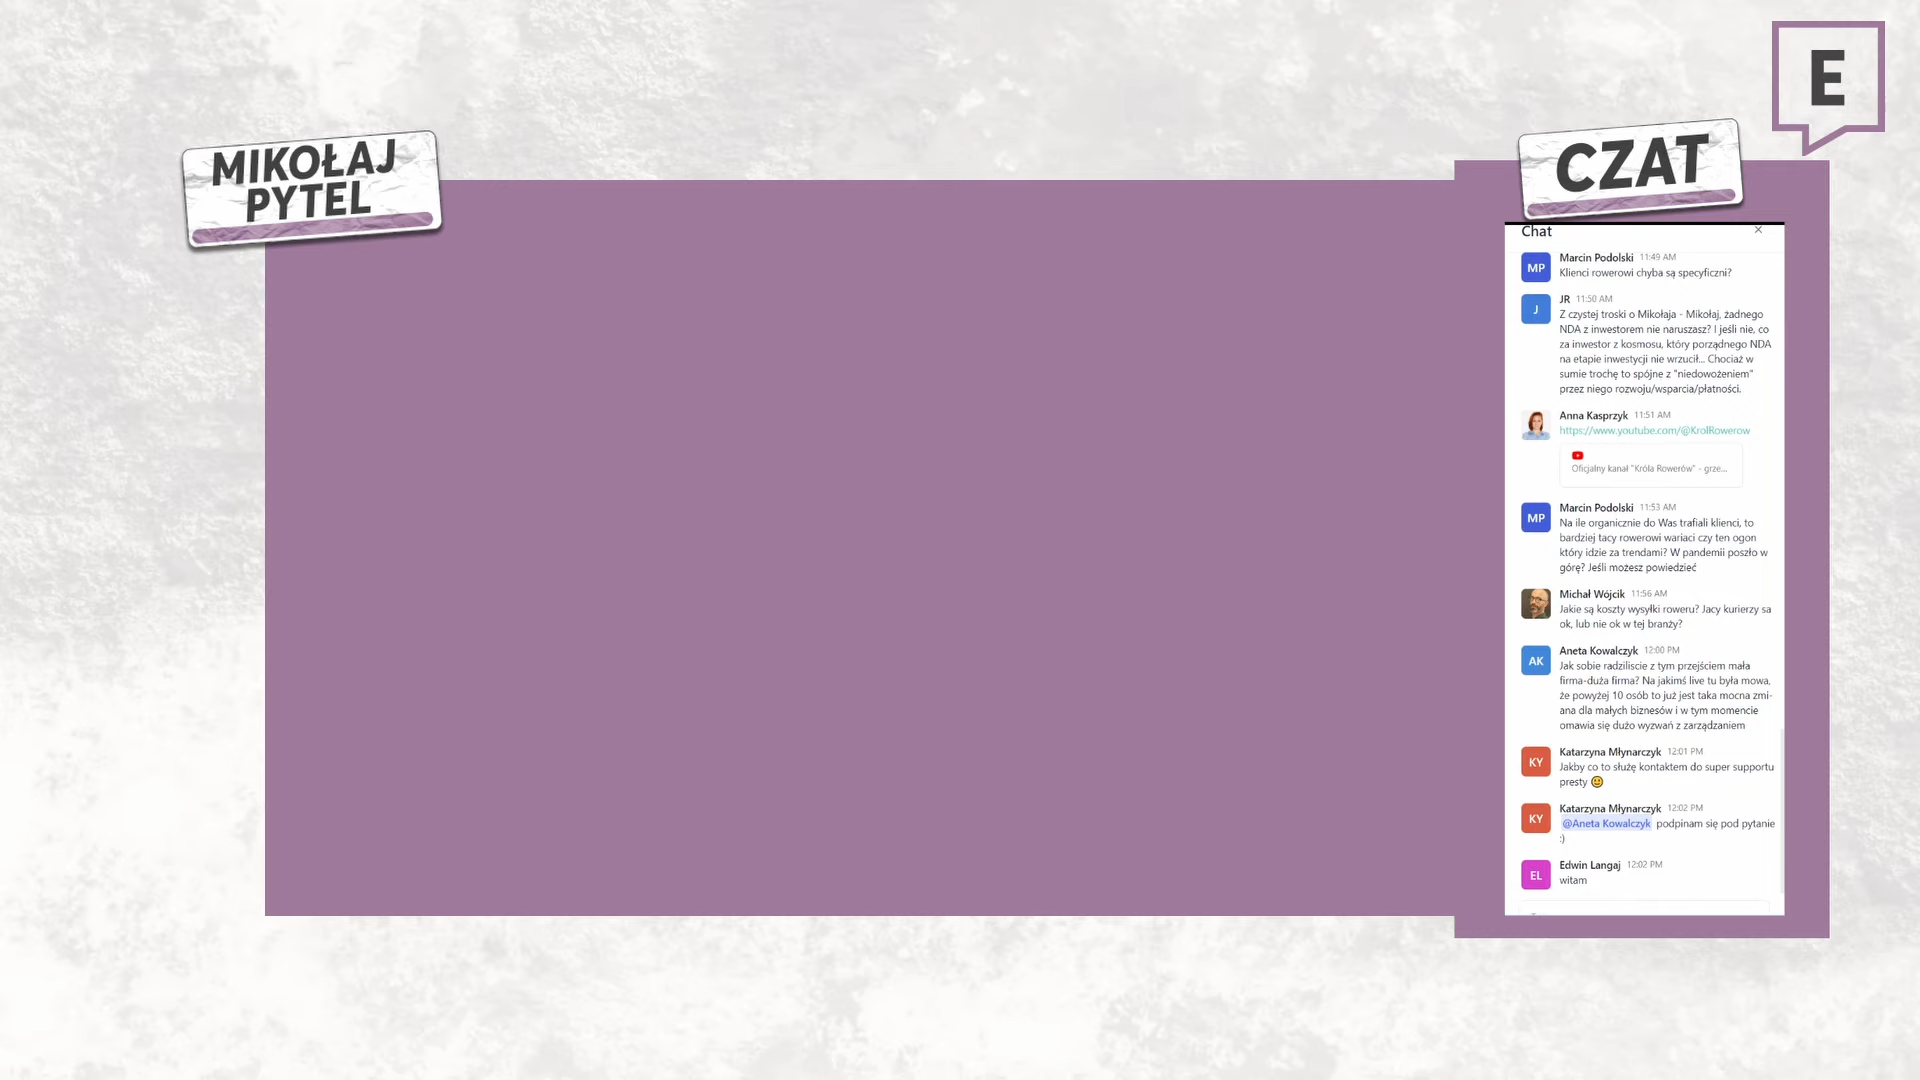 E
MIKOŁAJ
PYTEL
CZAT
Chat
×
MP
Marcin Podolski 11:49 AM
Klienci rowerowi chyba są specyficzni?
J
JR 11:50 AM
Z czystej troski o Mikołaja - Mikołaj, żadnego
NDA z inwestorem nie naruszasz? I jeśli nie, co
za inwestor z kosmosu, który porządnego NDA
na etapie inwestycji nie wrzucił... Chociaż w
sumie trochę to spójne z "niedowożeniem"
przez niego rozwoju/wsparcia/płatności.
Anna Kasprzyk 11:51 AM
https://www.youtube.com/@KrolRowerow
Oficjalny kanał "Króla Rowerów" - grze...
MP
Marcin Podolski 11:53 AM
Na ile organicznie do Was trafiali klienci, to
bardziej tacy rowerowi wariaci czy ten ogon
który idzie za trendami? W pandemii poszło w
górę? Jeśli możesz powiedzieć
Michał Wójcik 11:56 AM
Jakie są koszty wysyłki roweru? Jacy kurierzy sa
ok, lub nie ok w tej branży?
AK
Aneta Kowalczyk 12:00 PM
Jak sobie radziliscie z tym przejściem mała
firma-duża firma? Na jakimś live tu była mowa,
że powyżej 10 osób to już jest taka mocna zmi-
ana dla małych biznesów i w tym momencie
omawia się dużo wyzwań z zarządzaniem
KY
Katarzyna Młynarczyk 12:01 PM
Jakby co to służę kontaktem do super supportu
presty 🙂
KY
Katarzyna Młynarczyk 12:02 PM
@Aneta Kowalczyk podpinam się pod pytanie
:)
EL
Edwin Langaj 12:02 PM
witam